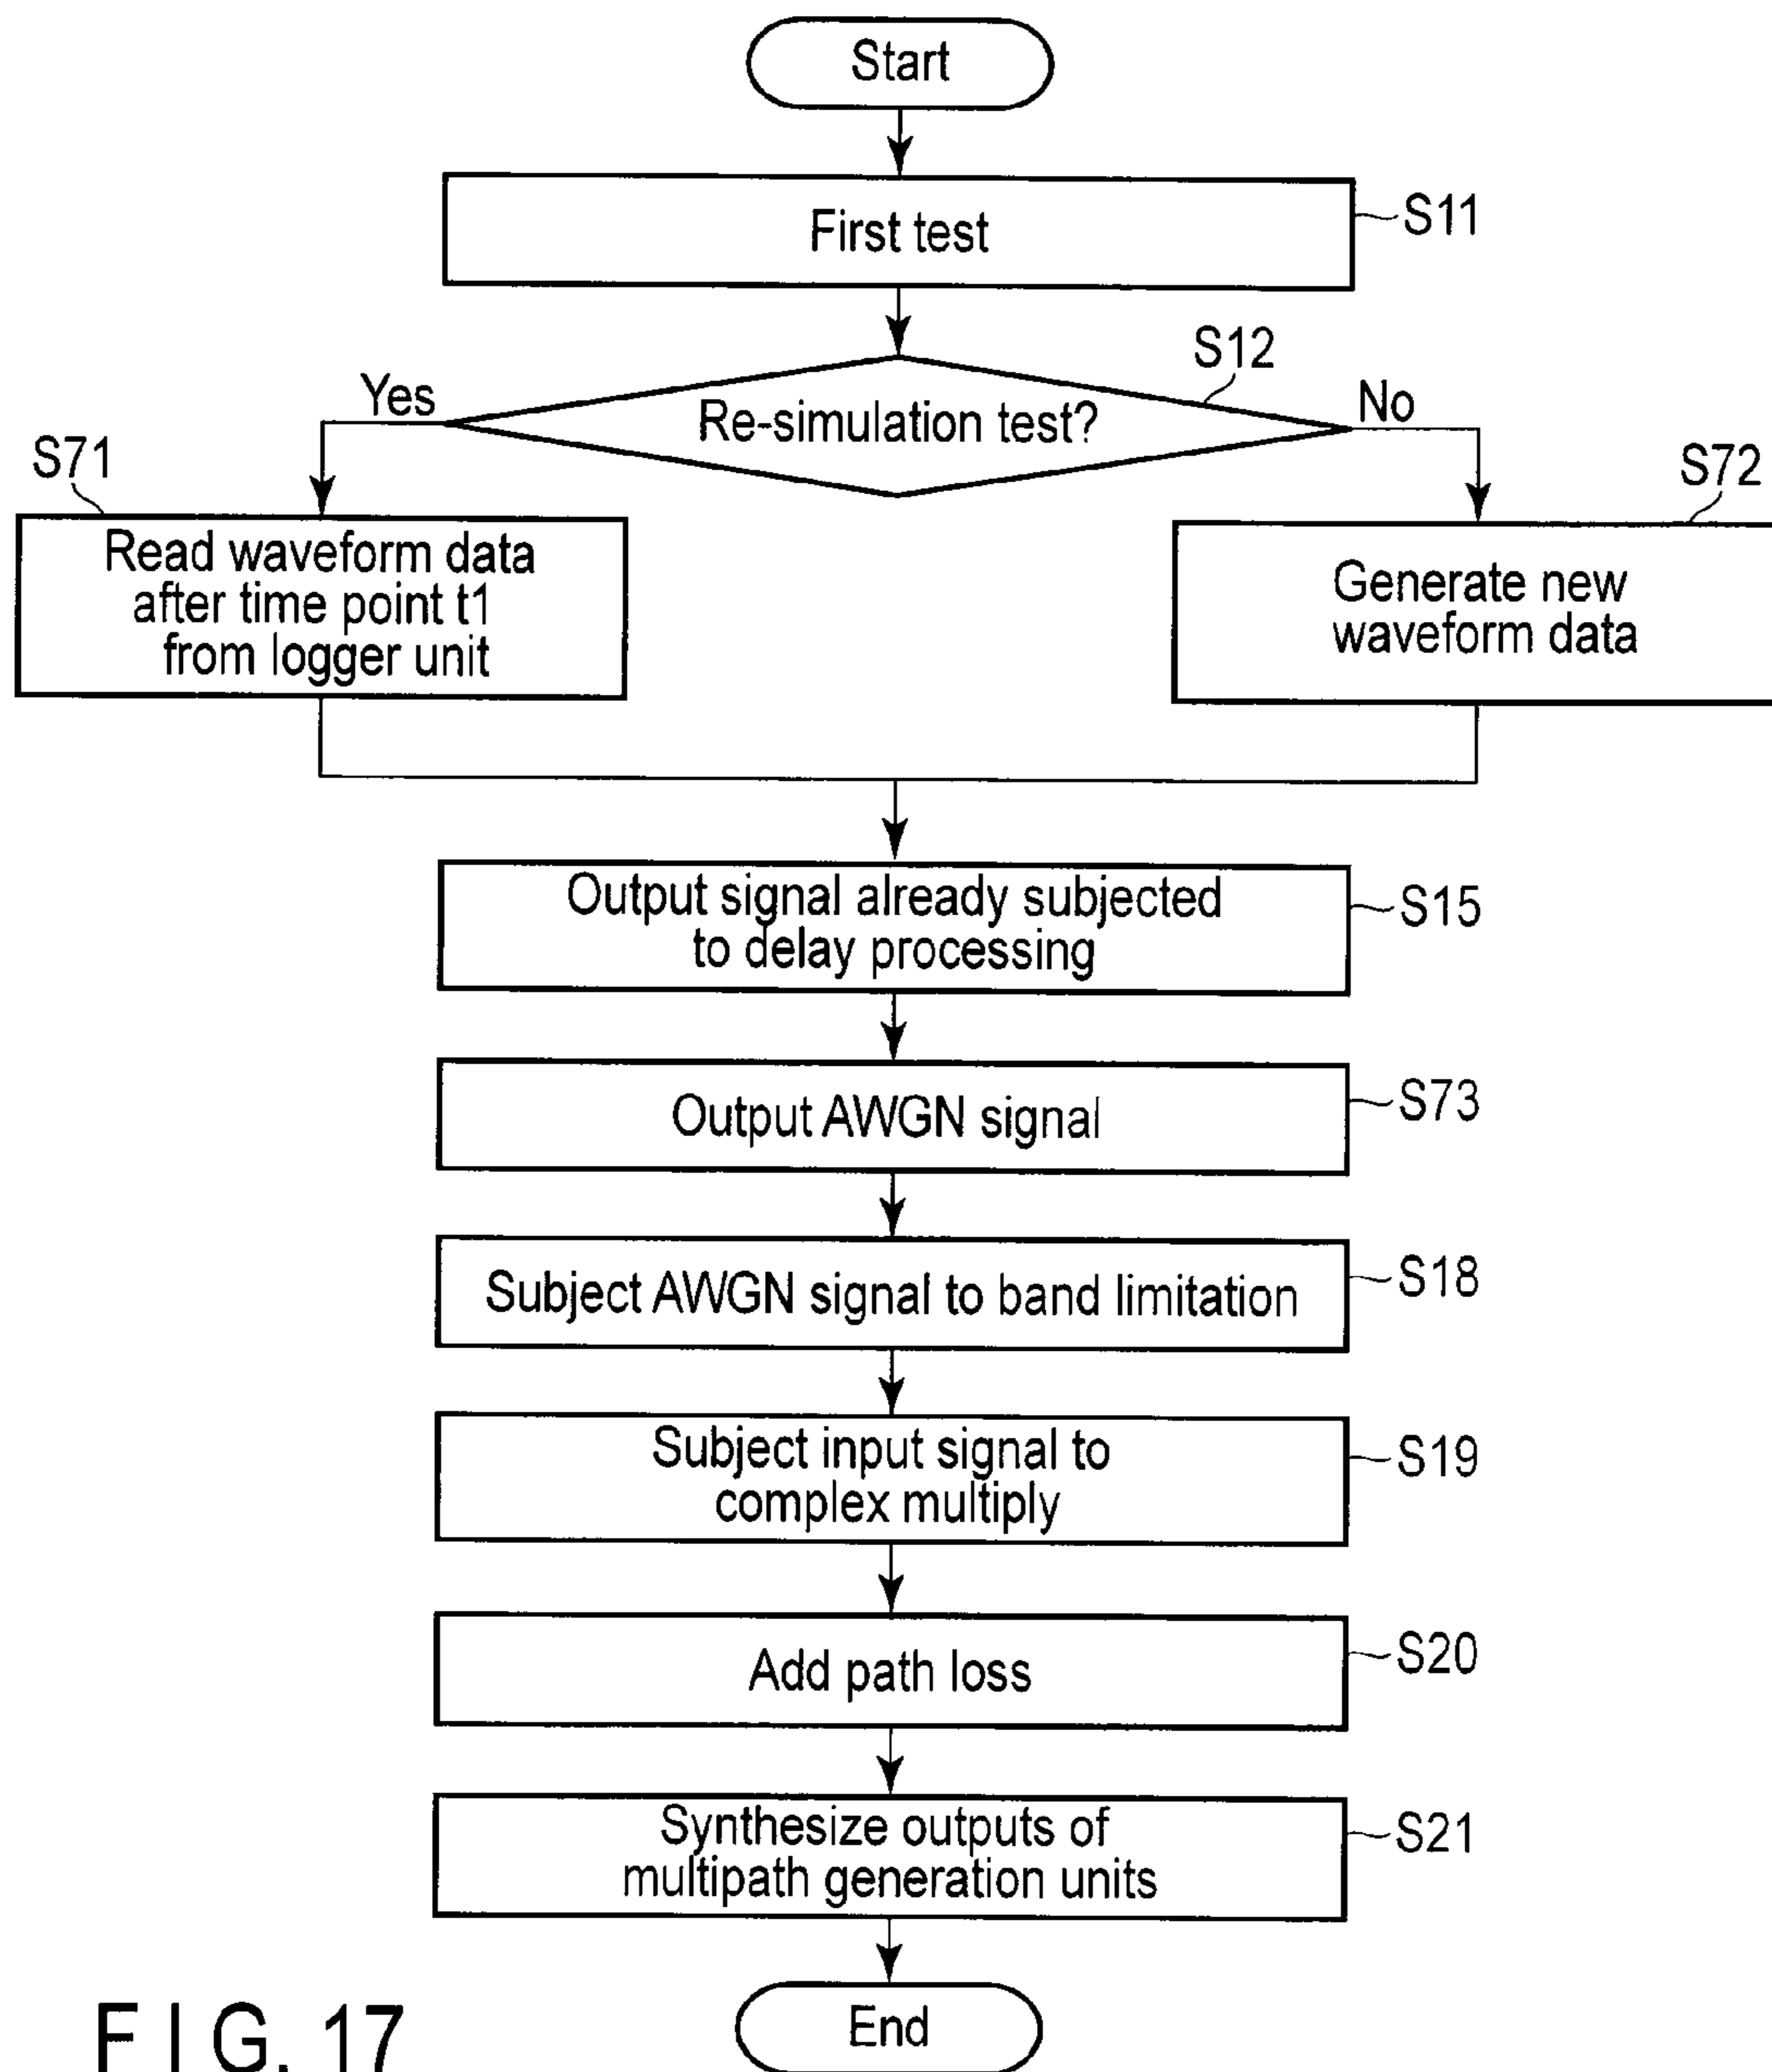 Start
First test
S11
S12
Yes
Re-simulation test?
No
S71
S72
Read waveform data
after time point t1
from logger unit
Generate new
waveform data
Output signal already subjected
to delay processing
S15
Output AWGN signal
S73
Subject AWGN signal to band limitation
S18
Subject input signal to
complex multiply
S19
Add path loss
S20
Synthesize outputs of
multipath generation units
S21
End
FIG. 17